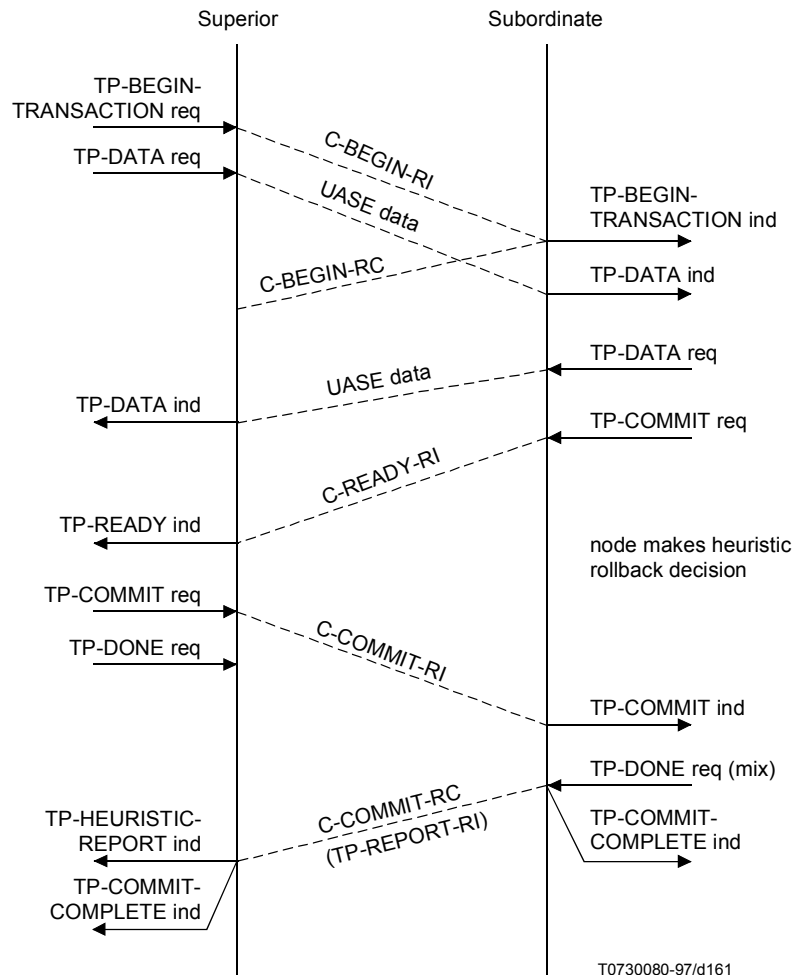 Superior
Subordinate
TP-BEGIN-
TRANSACTION req
C-BEGIN-RI
TP-DATA req
UASE data
TP-BEGIN-
TRANSACTION ind
C-BEGIN-RC
TP-DATA ind
TP-DATA req
UASE data
TP-DATA ind
TP-COMMIT req
C-READY-RI
TP-READY ind
node makes heuristic
rollback decision
TP-COMMIT req
C-COMMIT-RI
TP-DONE req
TP-COMMIT ind
TP-DONE req (mix)
C-COMMIT-RC
(TP-REPORT-RI)
TP-HEURISTIC-
REPORT ind
TP-COMMIT-
COMPLETE ind
TP-COMMIT-
COMPLETE ind
T0730080-97/d161